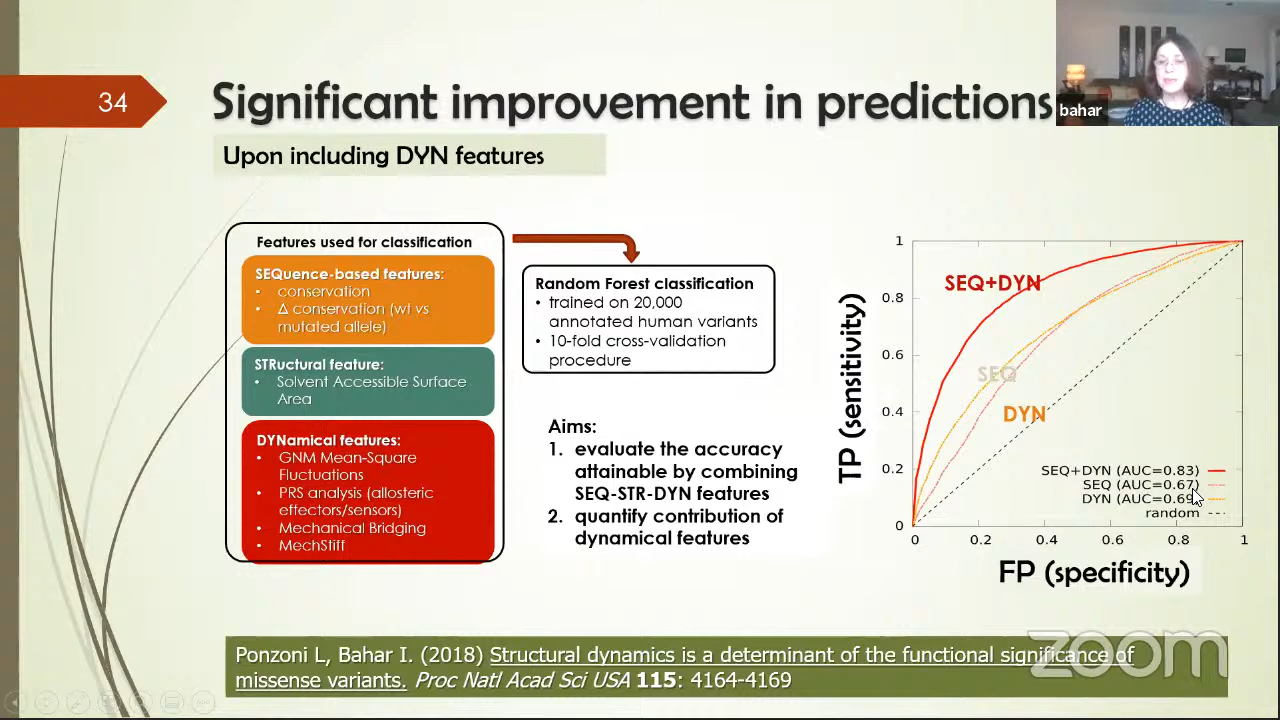 34
Significant improvement in predictions
bahar
Upon including DYN features
Features used for classification
SEQuence-based features:
• conservation
• Δ conservation (wt vs
mutated allele)
STRuctural feature:
• Solvent Accessible Surface
Area
DYNamical features:
• GNM Mean-Square
Fluctuations
• PRS analysis (allosteric
effectors/sensors)
• Mechanical Bridging
• MechStiff
Random Forest classification
• trained on 20,000
annotated human variants
• 10-fold cross-validation
procedure
Aims:
1. evaluate the accuracy
attainable by combining
SEQ-STR-DYN features
2. quantify contribution of
dynamical features
TP (sensitivity)
1
0.8
0.6
0.4
0.2
0
SEQ+DYN
SEQ
DYN
SEQ+DYN (AUC=0.83)
SEQ (AUC=0.67)
DYN (AUC=0.69)
random
0 0.2 0.4 0.6 0.8 1
FP (specificity)
Ponzoni L, Bahar I. (2018) Structural dynamics is a determinant of the functional significance of
missense variants. Proc Natl Acad Sci USA 115: 4164-4169
zoom